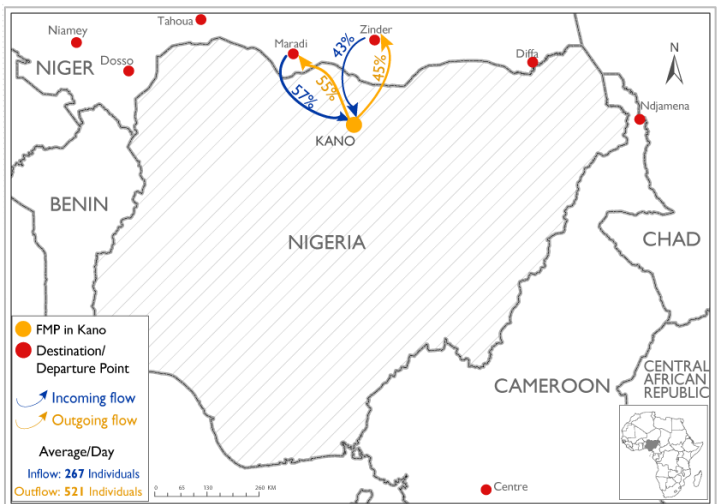 Tahoua
Niamey
Zinder
Maradi
43%
45%
Diffa
N
Dosso
NIGER
55%
57%
Ndjamena
KANO
BENIN
NIGERIA
CHAD
FMP in Kano
Destination/
Departure Point
Incoming flow
Outgoing flow
Average/Day
Inflow: 267 Individuals
Outflow: 521 Individuals
0 65 130 260 KM
CAMEROON
CENTRAL
AFRICAN
REPUBLIC
Centre